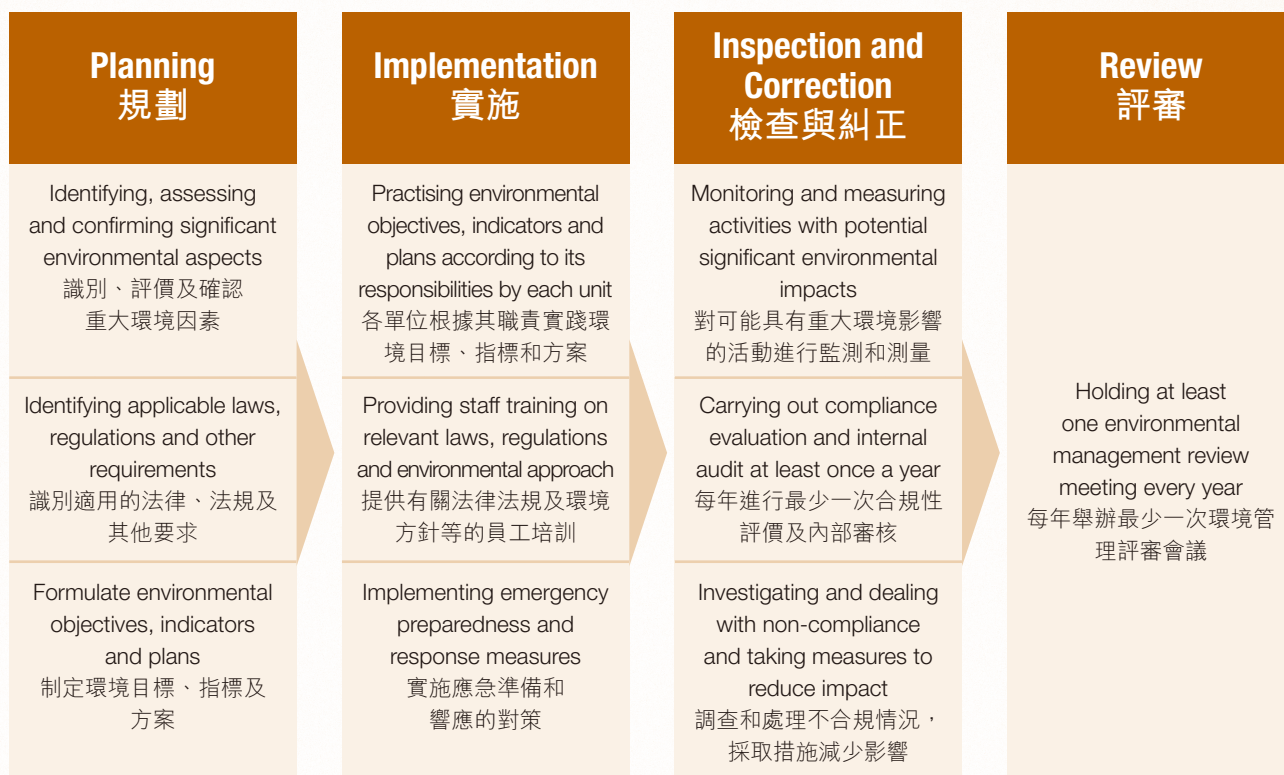 Planning
規劃
Identifying, assessing
and confirming significant
environmental aspects
識別、評價及確認
重大環境因素
Identifying applicable laws,
regulations and other
requirements
識別適用的法律、法規及
其他要求
Formulate environmental
objectives, indicators
and plans
制定環境目標、指標及
方案
Implementation
實施
Practising environmental
objectives, indicators and
plans according to its
responsibilities by each unit
各單位根據其職責實踐環
境目標、指標和方案
Providing staff training on
relevant laws, regulations
and environmental approach
提供有關法律法規及環境
方針等的員工培訓
Implementing emergency
preparedness and
response measures
實施應急準備和
響應的對策
Inspection and
Correction
檢查與糾正
Monitoring and measuring
activities with potential
significant environmental
impacts
對可能具有重大環境影響
的活動進行監測和測量
Carrying out compliance
evaluation and internal
audit at least once a year
每年進行最少一次合規性
評價及內部審核
Investigating and dealing
with non-compliance
and taking measures to
reduce impact
調查和處理不合規情況，
採取措施減少影響
Review
評審
Holding at least
one environmental
management review
meeting every year
每年舉辦最少一次環境管
理評審會議